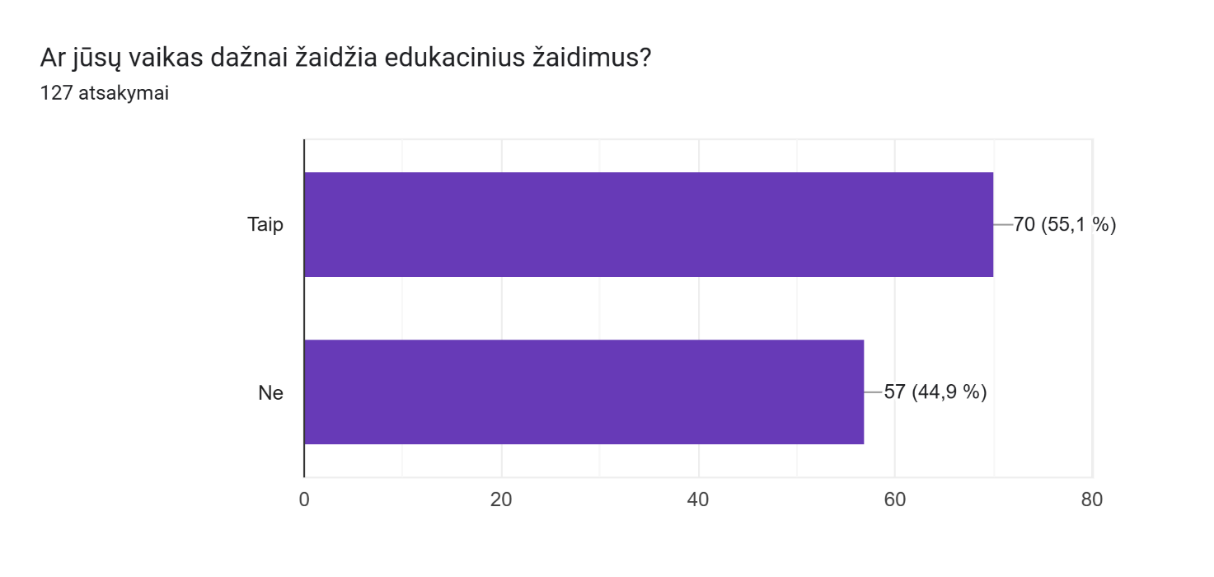 Ar jūsų vaikas dažnai žaidžia edukacinius žaidimus?
127 atsakymai
Taip
70 (55,1 %)
Ne
57 (44,9 %)
0 20 40 60 80